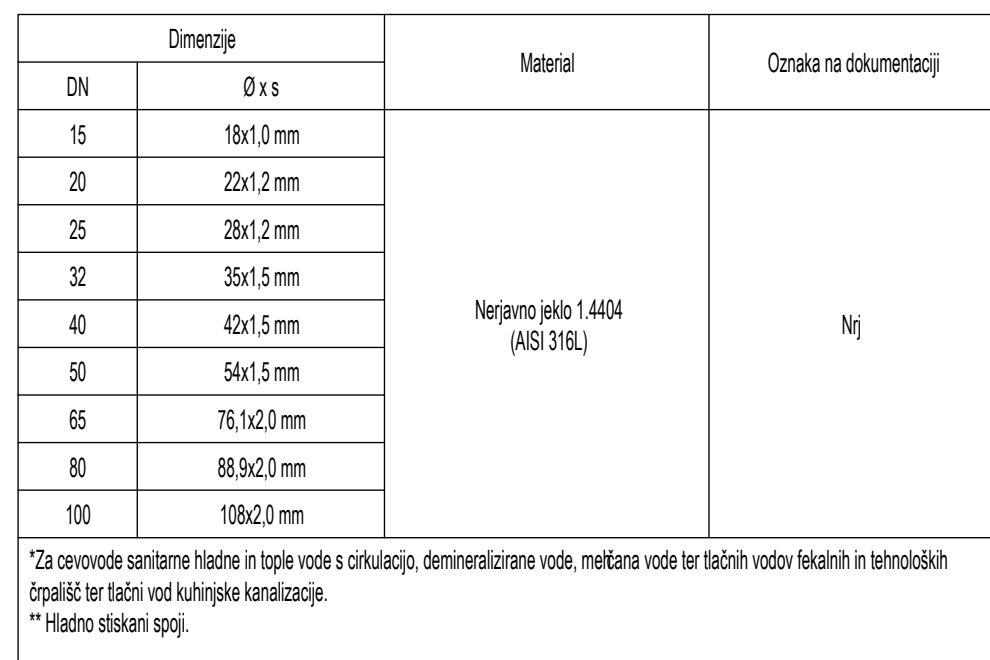 Dimenzije
Material
Oznaka na dokumentaciji
DN
Ø x s
15
18x1,0 mm
20
22x1,2 mm
25
28x1,2 mm
32
35x1,5 mm
40
42x1,5 mm
50
54x1,5 mm
65
76,1x2,0 mm
80
88,9x2,0 mm
100
108x2,0 mm
Nerjavno jeklo 1.4404
(AISI 316L)
Nrj
*Za cevovode sanitarne hladne in tople vode s cirkulacijo, demineralizirane vode, mehčana vode ter tlačnih vodov fekalnih in tehnoloških
črpališč ter tlačni vod kuhinjske kanalizacije.
** Hladno stiskani spoji.